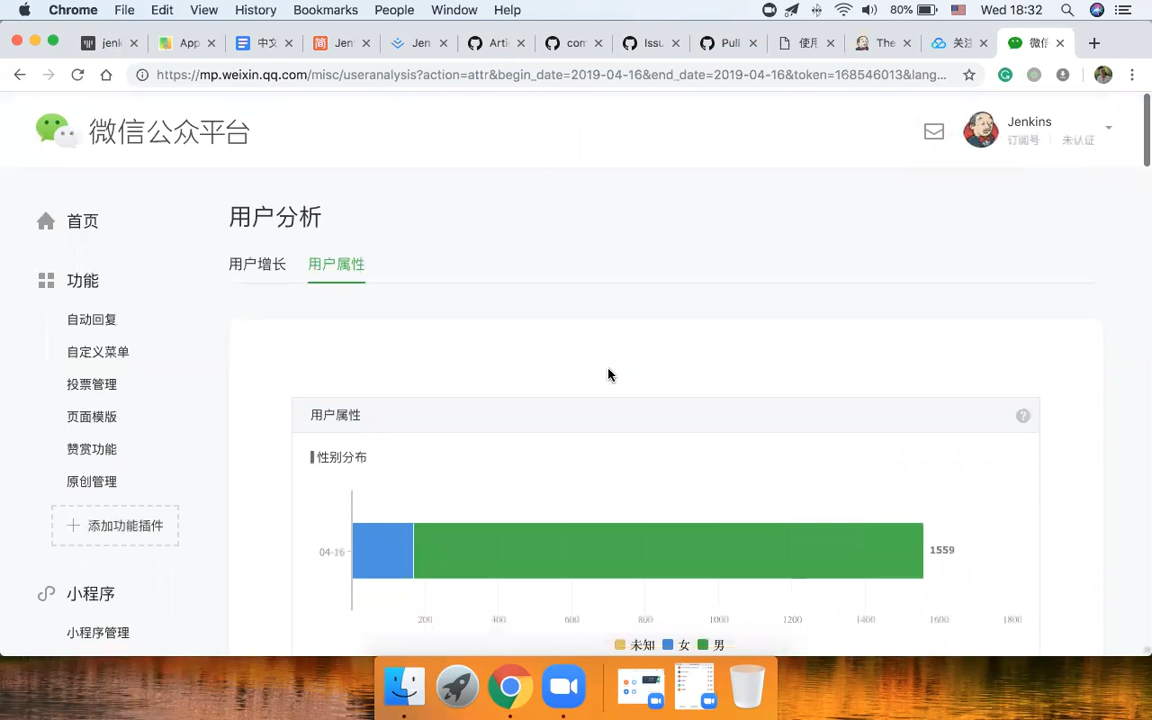 Chrome File Edit View History Bookmarks People Window Help 80% Wed 18:32
jenk App 中文 Jen Jen Arti com Issu Pull 使用 The 关注 微信
https://mp.weixin.qq.com/misc/useranalysis?action=attr&begin_date=2019-04-16&end_date=2019-04-16&token=168546013&lang...
微信公众平台
Jenkins
订阅号 未认证
首页
用户分析
用户增长 用户属性
功能
自动回复
自定义菜单
投票管理
页面模版
赞赏功能
原创管理
添加功能插件
小程序
小程序管理
用户属性
性别分布
04-16
1559
200 400 600 800 1000 1200 1400 1600 1800
未知 女 男